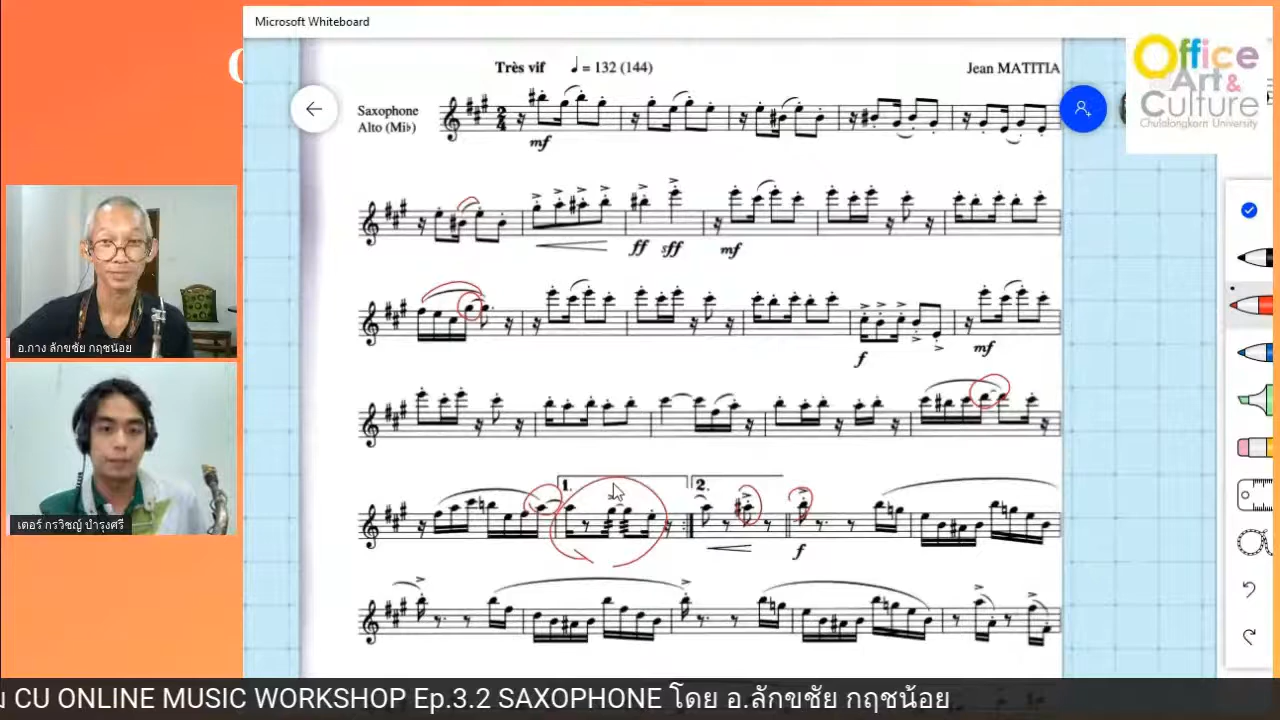 Microsoft Whiteboard
Très vif ♩ = 132 (144)
Jean MATITIA
Saxophone
Alto (Mi♭)
mf
ff sff mf
f mf
1. 2.
f
Office
Art &
Culture
Chulalongkorn University
อ.กาง ลักขชัย กฤชน้อย
เตอร์ กรวิชญ์ บำรุงศรี
CU ONLINE MUSIC WORKSHOP Ep.3.2 SAXOPHONE โดย อ.ลักขชัย กฤชน้อย